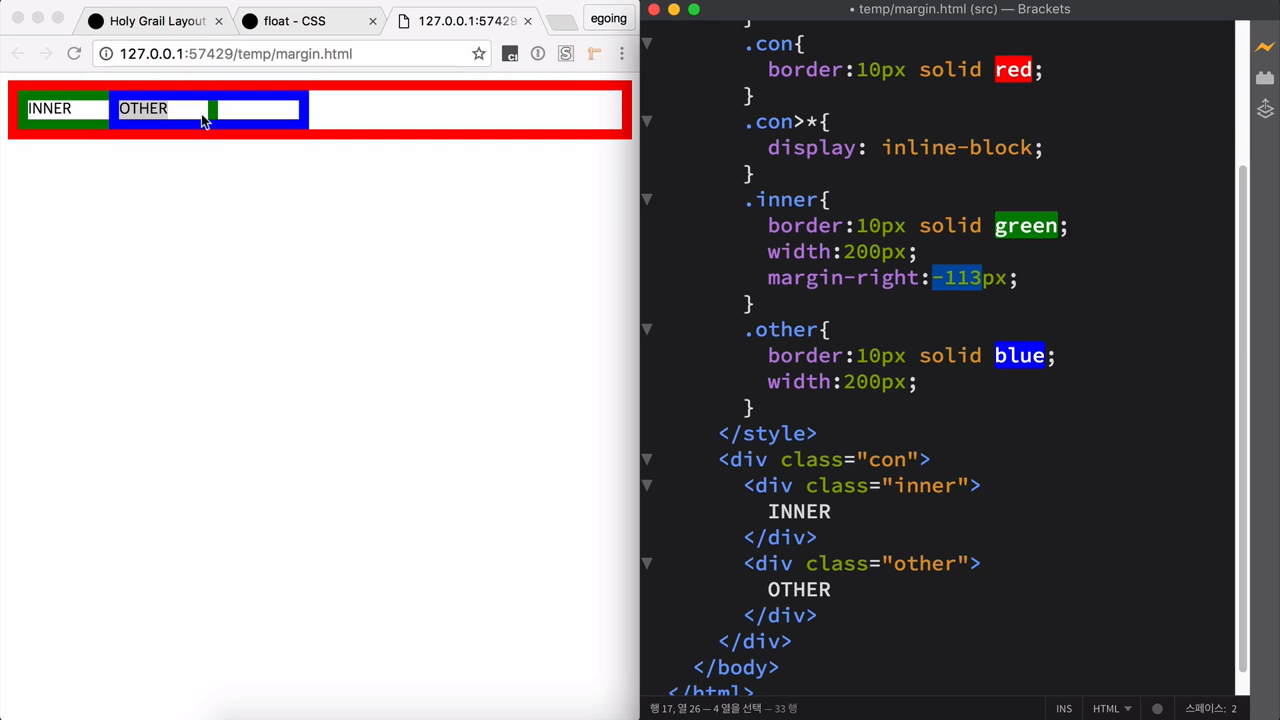 Holy Grail Layout
float - CSS
127.0.0.1:57429
egoing
127.0.0.1:57429/temp/margin.html
INNER OTHER
• temp/margin.html (src) — Brackets
}
.con{
border:10px solid red;
}
.con>*{
display: inline-block;
}
.inner{
border:10px solid green;
width:200px;
margin-right:-113px;
}
.other{
border:10px solid blue;
width:200px;
}
</style>
<div class="con">
<div class="inner">
INNER
</div>
<div class="other">
OTHER
</div>
</div>
</body>
</html>
행 17, 열 26 — 4 열을 선택 — 33 행
INS
HTML
스페이스: 2